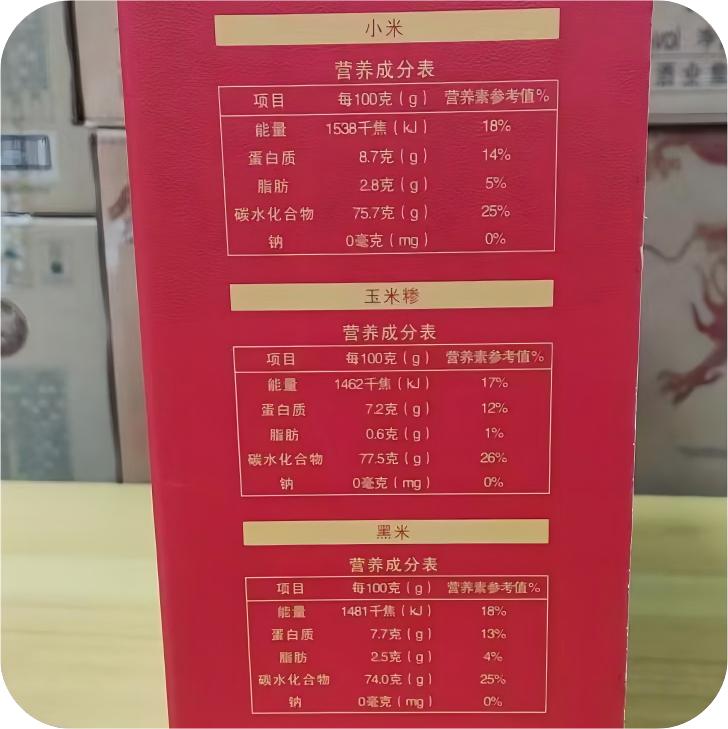 小米
营养成分表
项目 每100克(g) 营养素参考值%
能量 1538千焦(kJ) 18%
蛋白质 8.7克(g) 14%
脂肪 2.8克(g) 5%
碳水化合物 75.7克(g) 25%
钠 0毫克(mg) 0%
玉米糁
营养成分表
项目 每100克(g) 营养素参考值%
能量 1462千焦(kJ) 17%
蛋白质 7.2克(g) 12%
脂肪 0.6克(g) 1%
碳水化合物 77.5克(g) 26%
钠 0毫克(mg) 0%
黑米
营养成分表
项目 每100克(g) 营养素参考值%
能量 1481千焦(kJ) 18%
蛋白质 7.7克(g) 13%
脂肪 2.5克(g) 4%
碳水化合物 74.0克(g) 25%
钠 0毫克(mg) 0%